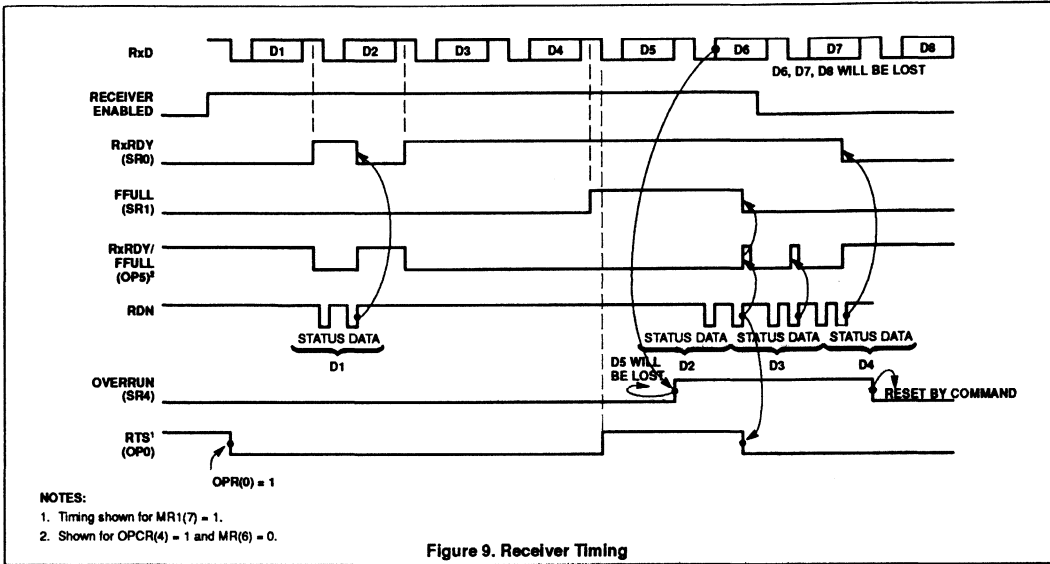 RxD
D1 D2 D3 D4 D5 D6 D7 D8
D6, D7, D8 WILL BE LOST
RECEIVER
ENABLED
RxRDY
(SR0)
FFULL
(SR1)
RxRDY/
FFULL
(OP5)²
RDN
STATUS DATA STATUS DATA STATUS DATA STATUS DATA
D1 D2 D3 D4
D5 WILL
BE LOST
OVERRUN
(SR4)
RESET BY COMMAND
RTS¹
(OP0)
OPR(0) = 1
NOTES:
1. Timing shown for MR1(7) = 1.
2. Shown for OPCR(4) = 1 and MR(6) = 0.
Figure 9. Receiver Timing